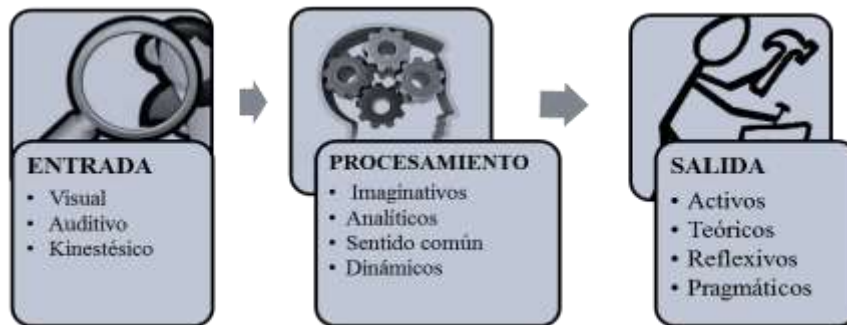 ENTRADA
• Visual
• Auditivo
• Kinestésico
PROCESAMIENTO
• Imaginativos
• Analíticos
• Sentido común
• Dinámicos
SALIDA
• Activos
• Teóricos
• Reflexivos
• Pragmáticos